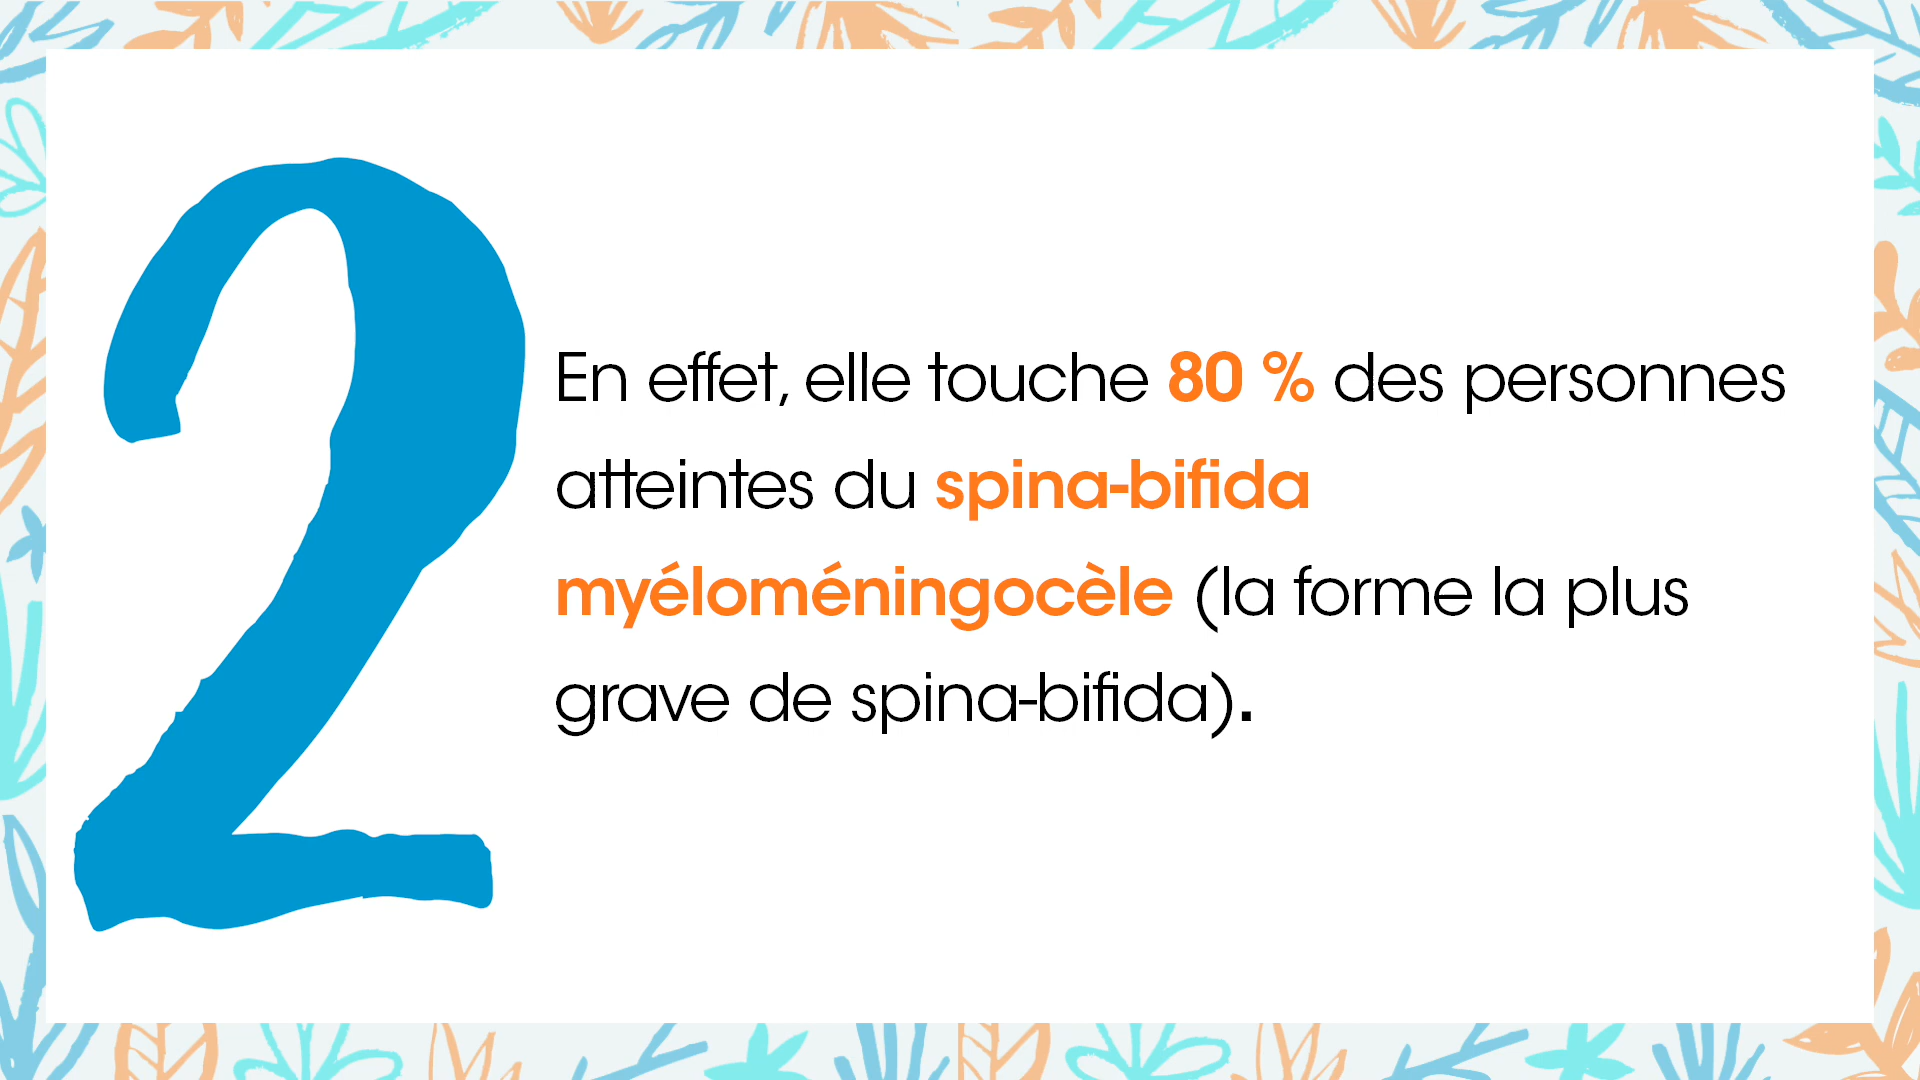 2
En effet, elle touche 80 % des personnes
atteintes du spina-bifida
myéloméningocèle (la forme la plus
grave de spina-bifida).